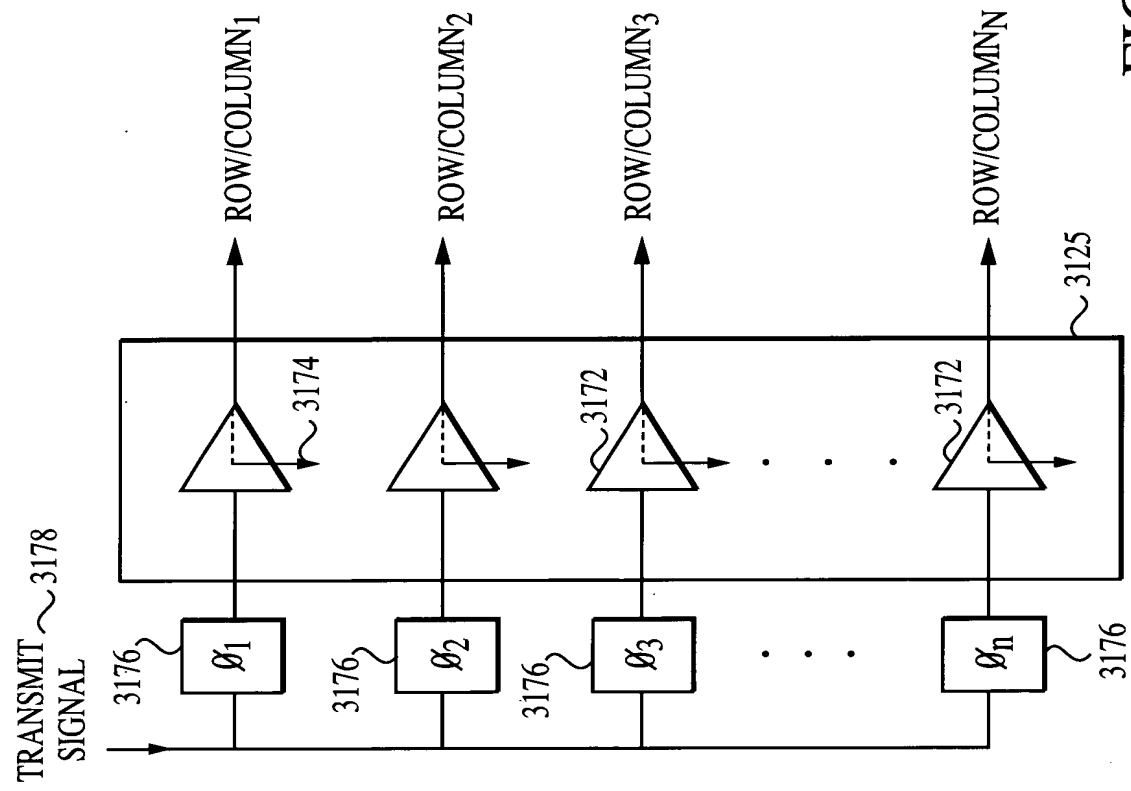 TRANSMIT
SIGNAL
3178
3176
ø1
3174
ROW/COLUMN1
3176
ø2
ROW/COLUMN2
3176
ø3
3172
ROW/COLUMN3
3176
øn
3172
ROW/COLUMNN
3125